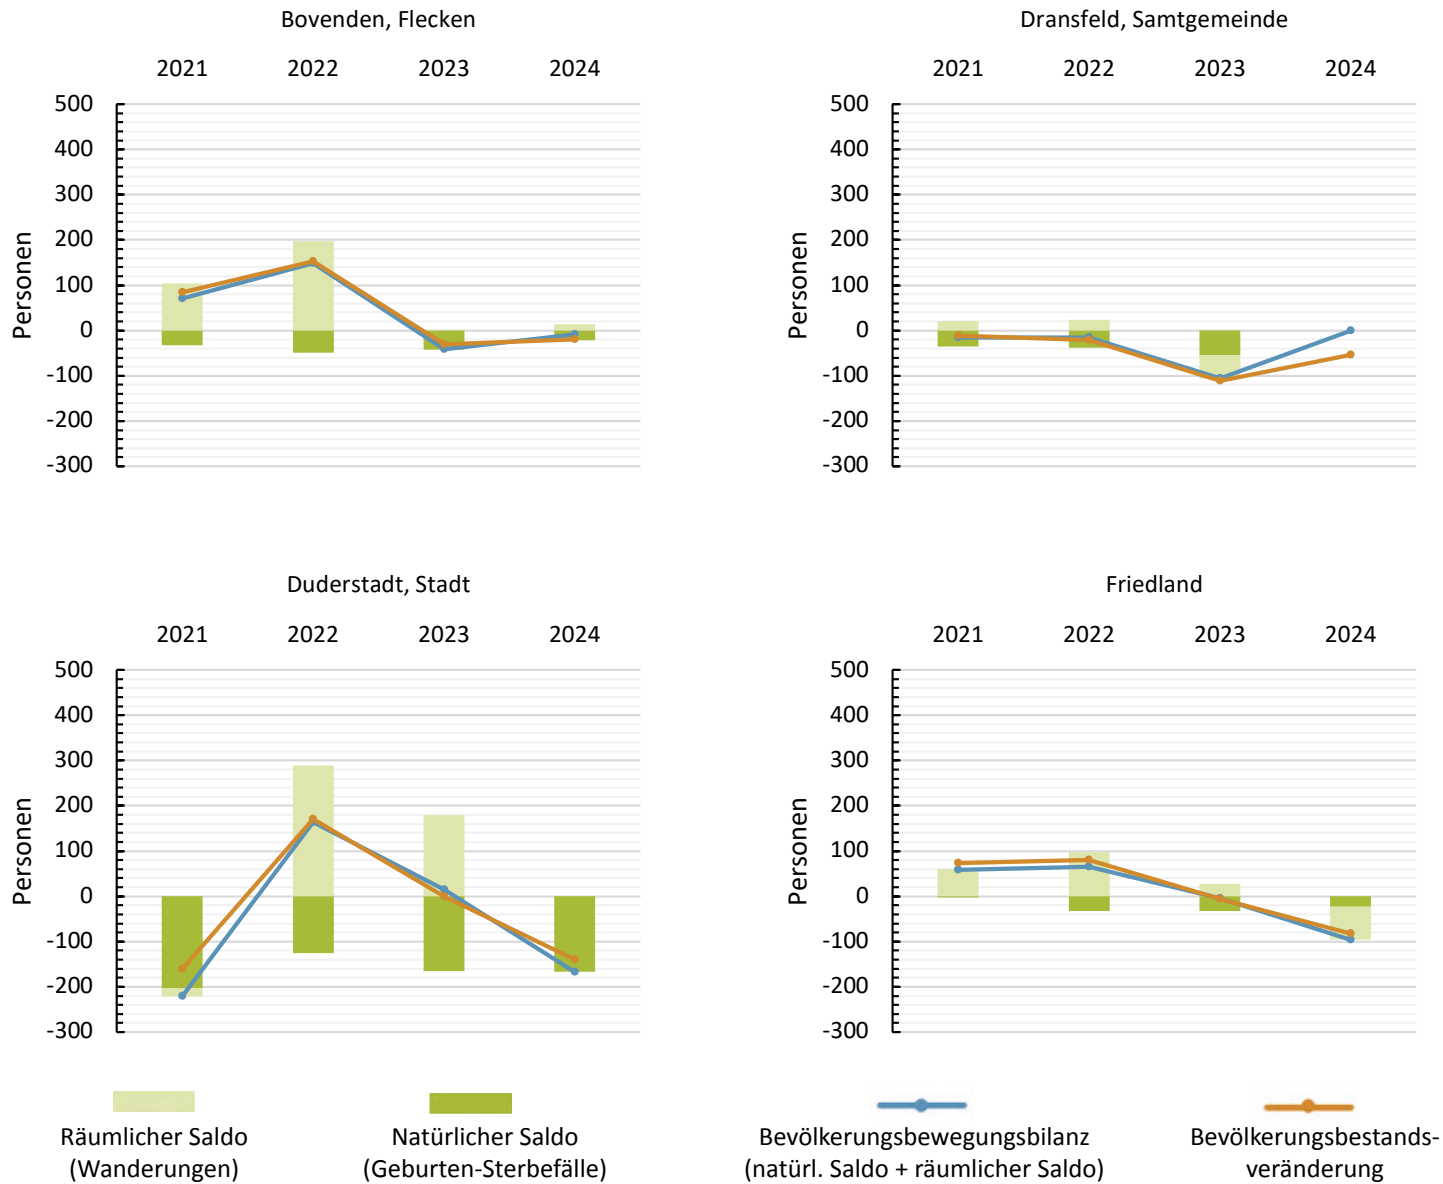 Bovenden, Flecken
2021 2022 2023 2024
500
400
300
200
100
0
-100
-200
-300
Personen
Dransfeld, Samtgemeinde
2021 2022 2023 2024
500
400
300
200
100
0
-100
-200
-300
Personen
Duderstadt, Stadt
2021 2022 2023 2024
500
400
300
200
100
0
-100
-200
-300
Personen
Friedland
2021 2022 2023 2024
500
400
300
200
100
0
-100
-200
-300
Personen
Räumlicher Saldo
(Wanderungen)
Natürlicher Saldo
(Geburten-Sterbefälle)
Bevölkerungsbewegungsbilanz
(natürl. Saldo + räumlicher Saldo)
Bevölkerungsbestands-
veränderung